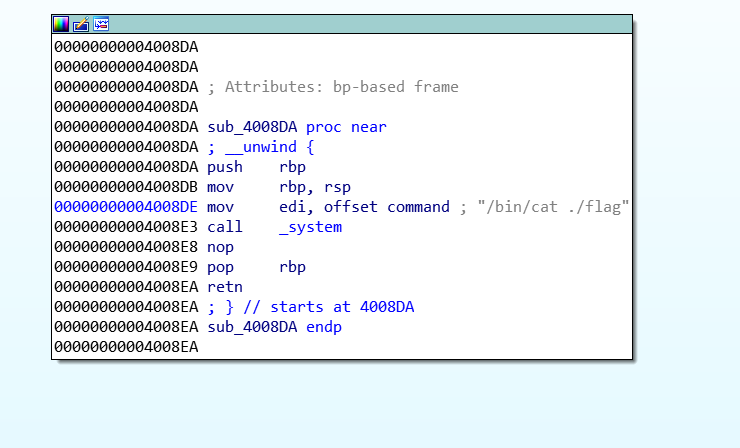 00000000004008DA
00000000004008DA
00000000004008DA ; Attributes: bp-based frame
00000000004008DA
00000000004008DA sub_4008DA proc near
00000000004008DA ; __unwind {
00000000004008DA push    rbp
00000000004008DB mov     rbp, rsp
00000000004008DE mov     edi, offset command ; "/bin/cat ./flag"
00000000004008E3 call    _system
00000000004008E8 nop
00000000004008E9 pop     rbp
00000000004008EA retn
00000000004008EA ; } // starts at 4008DA
00000000004008EA sub_4008DA endp
00000000004008EA